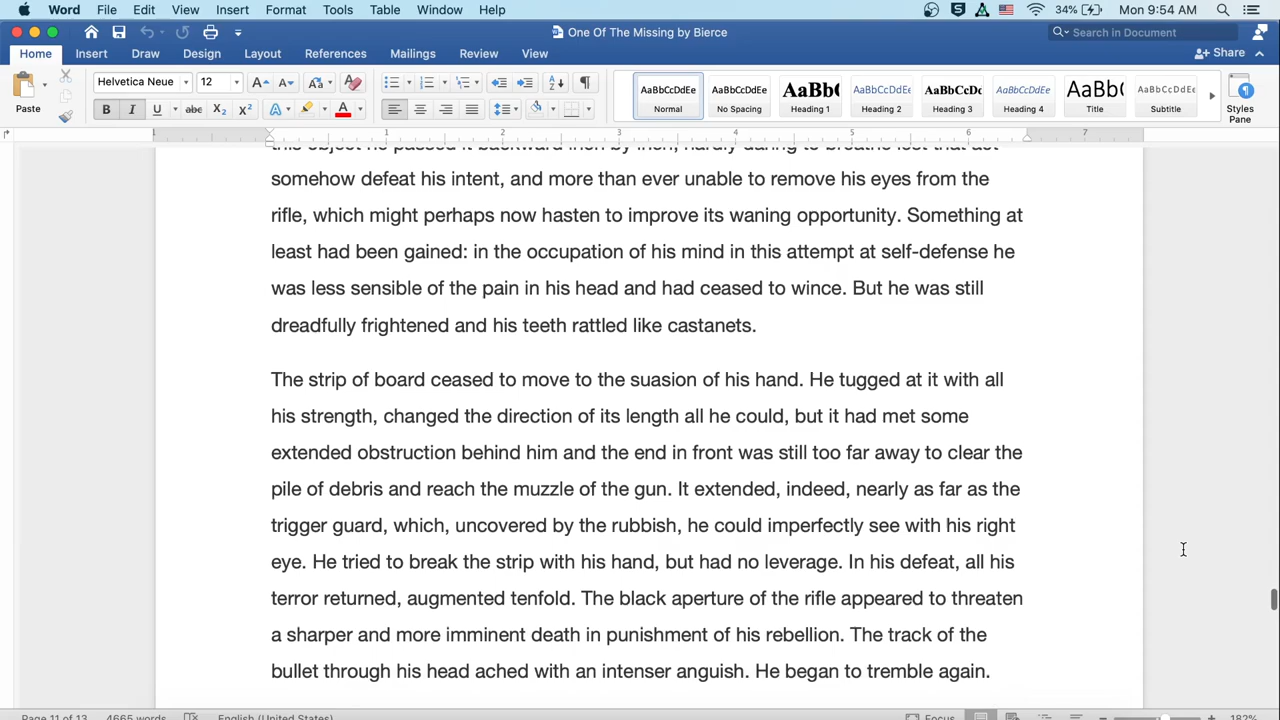 Word File Edit View Insert Format Tools Table Window Help 34% Mon 9:54 AM
One Of The Missing by Bierce Search in Document
Home Insert Draw Design Layout References Mailings Review View Share
Paste Helvetica Neue 12 A A Aa A
B I U abc X2 X2 A A
AaBbCcDdEe AaBbCcDdEe AaBb( AaBbCcDdE AaBbCcDc AaBbCcDdEe AaBb( AaBbCcDdEe
Normal No Spacing Heading 1 Heading 2 Heading 3 Heading 4 Title Subtitle Styles Pane
1 1 2 3 4 5 6 7
this object he passed it backward inch by inch, hardly daring to breathe lest that act
somehow defeat his intent, and more than ever unable to remove his eyes from the
rifle, which might perhaps now hasten to improve its waning opportunity. Something at
least had been gained: in the occupation of his mind in this attempt at self-defense he
was less sensible of the pain in his head and had ceased to wince. But he was still
dreadfully frightened and his teeth rattled like castanets.
The strip of board ceased to move to the suasion of his hand. He tugged at it with all
his strength, changed the direction of its length all he could, but it had met some
extended obstruction behind him and the end in front was still too far away to clear the
pile of debris and reach the muzzle of the gun. It extended, indeed, nearly as far as the
trigger guard, which, uncovered by the rubbish, he could imperfectly see with his right
eye. He tried to break the strip with his hand, but had no leverage. In his defeat, all his
terror returned, augmented tenfold. The black aperture of the rifle appeared to threaten
a sharper and more imminent death in punishment of his rebellion. The track of the
bullet through his head ached with an intenser anguish. He began to tremble again.
Page 11 of 13 4665 words English (United States) Focus 182%